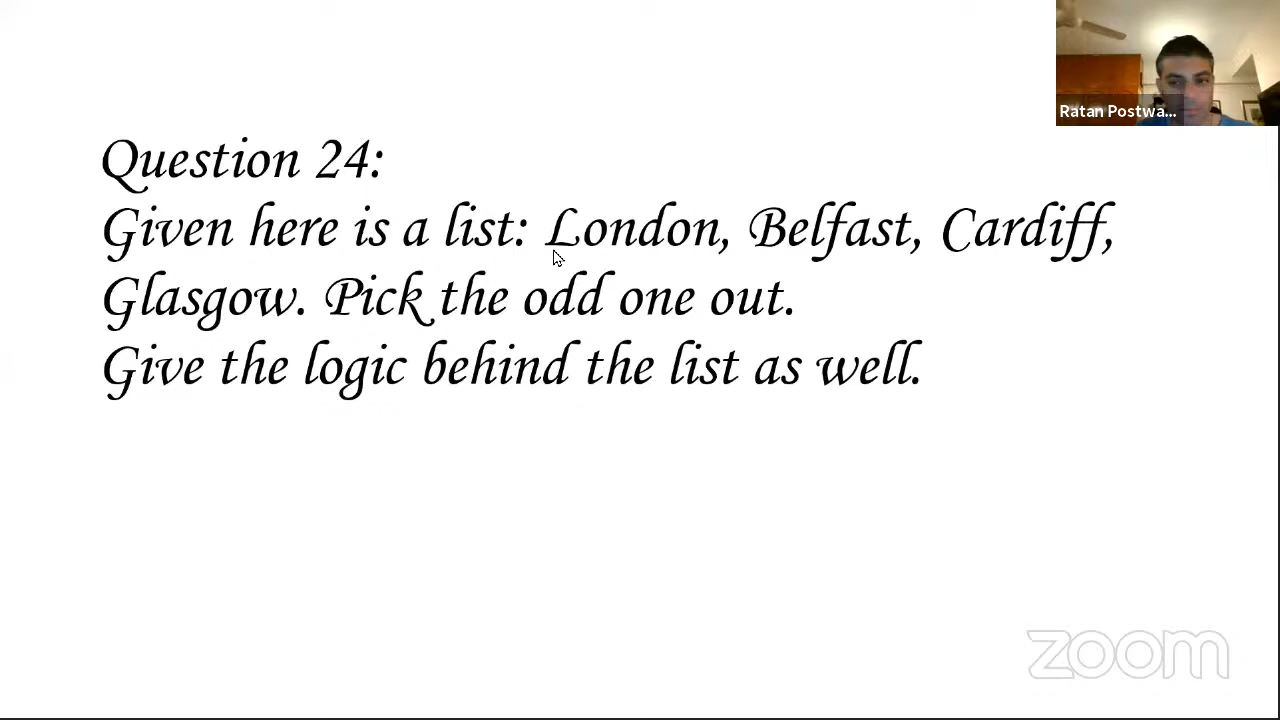 Ratan Postwa...
Question 24:
Given here is a list: London, Belfast, Cardiff,
Glasgow. Pick the odd one out.
Give the logic behind the list as well.
zoom